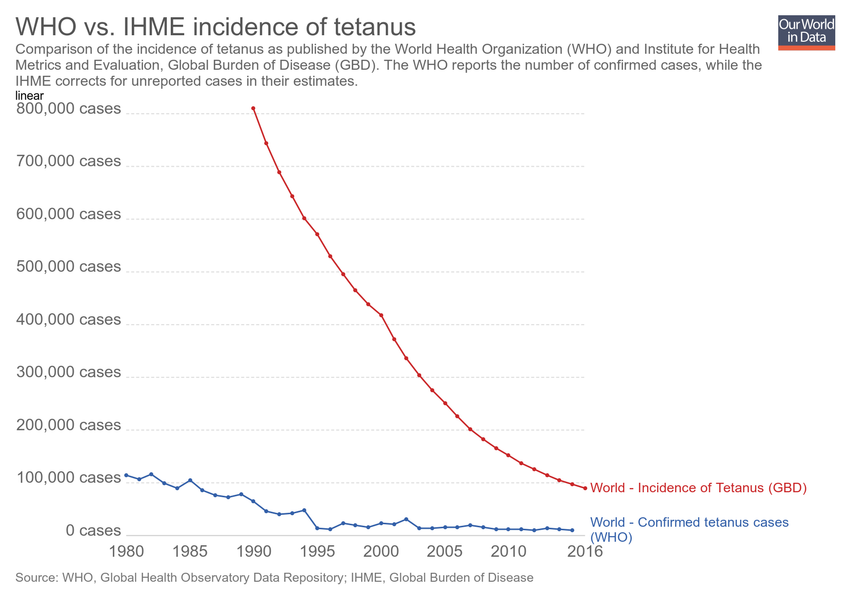 WHO vs. IHME incidence of tetanus
Our World
in Data
Comparison of the incidence of tetanus as published by the World Health Organization (WHO) and Institute for Health
Metrics and Evaluation, Global Burden of Disease (GBD). The WHO reports the number of confirmed cases, while the
IHME corrects for unreported cases in their estimates.
linear
800,000 cases
700,000 cases
600,000 cases
500,000 cases
400,000 cases
300,000 cases
200,000 cases
100,000 cases
0 cases
World - Incidence of Tetanus (GBD)
World - Confirmed tetanus cases
(WHO)
1980 1985 1990 1995 2000 2005 2010 2016
Source: WHO, Global Health Observatory Data Repository; IHME, Global Burden of Disease